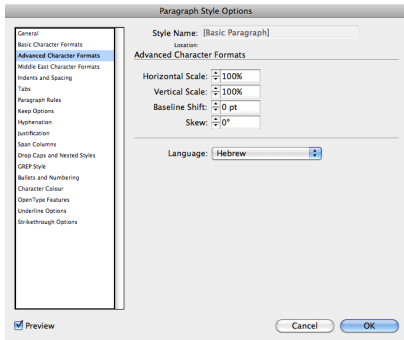 Paragraph Style Options
General
Basic Character Formats
Advanced Character Formats
Middle East Character Formats
Indents and Spacing
Tabs
Paragraph Rules
Keep Options
Hyphenation
Justification
Span Columns
Drop Caps and Nested Styles
GREP Style
Bullets and Numbering
Character Colour
OpenType Features
Underline Options
Strikethrough Options
Style Name: [Basic Paragraph]
Location:
Advanced Character Formats
Horizontal Scale: 100%
Vertical Scale: 100%
Baseline Shift: 0 pt
Skew: 0°
Language: Hebrew
Preview
Cancel
OK